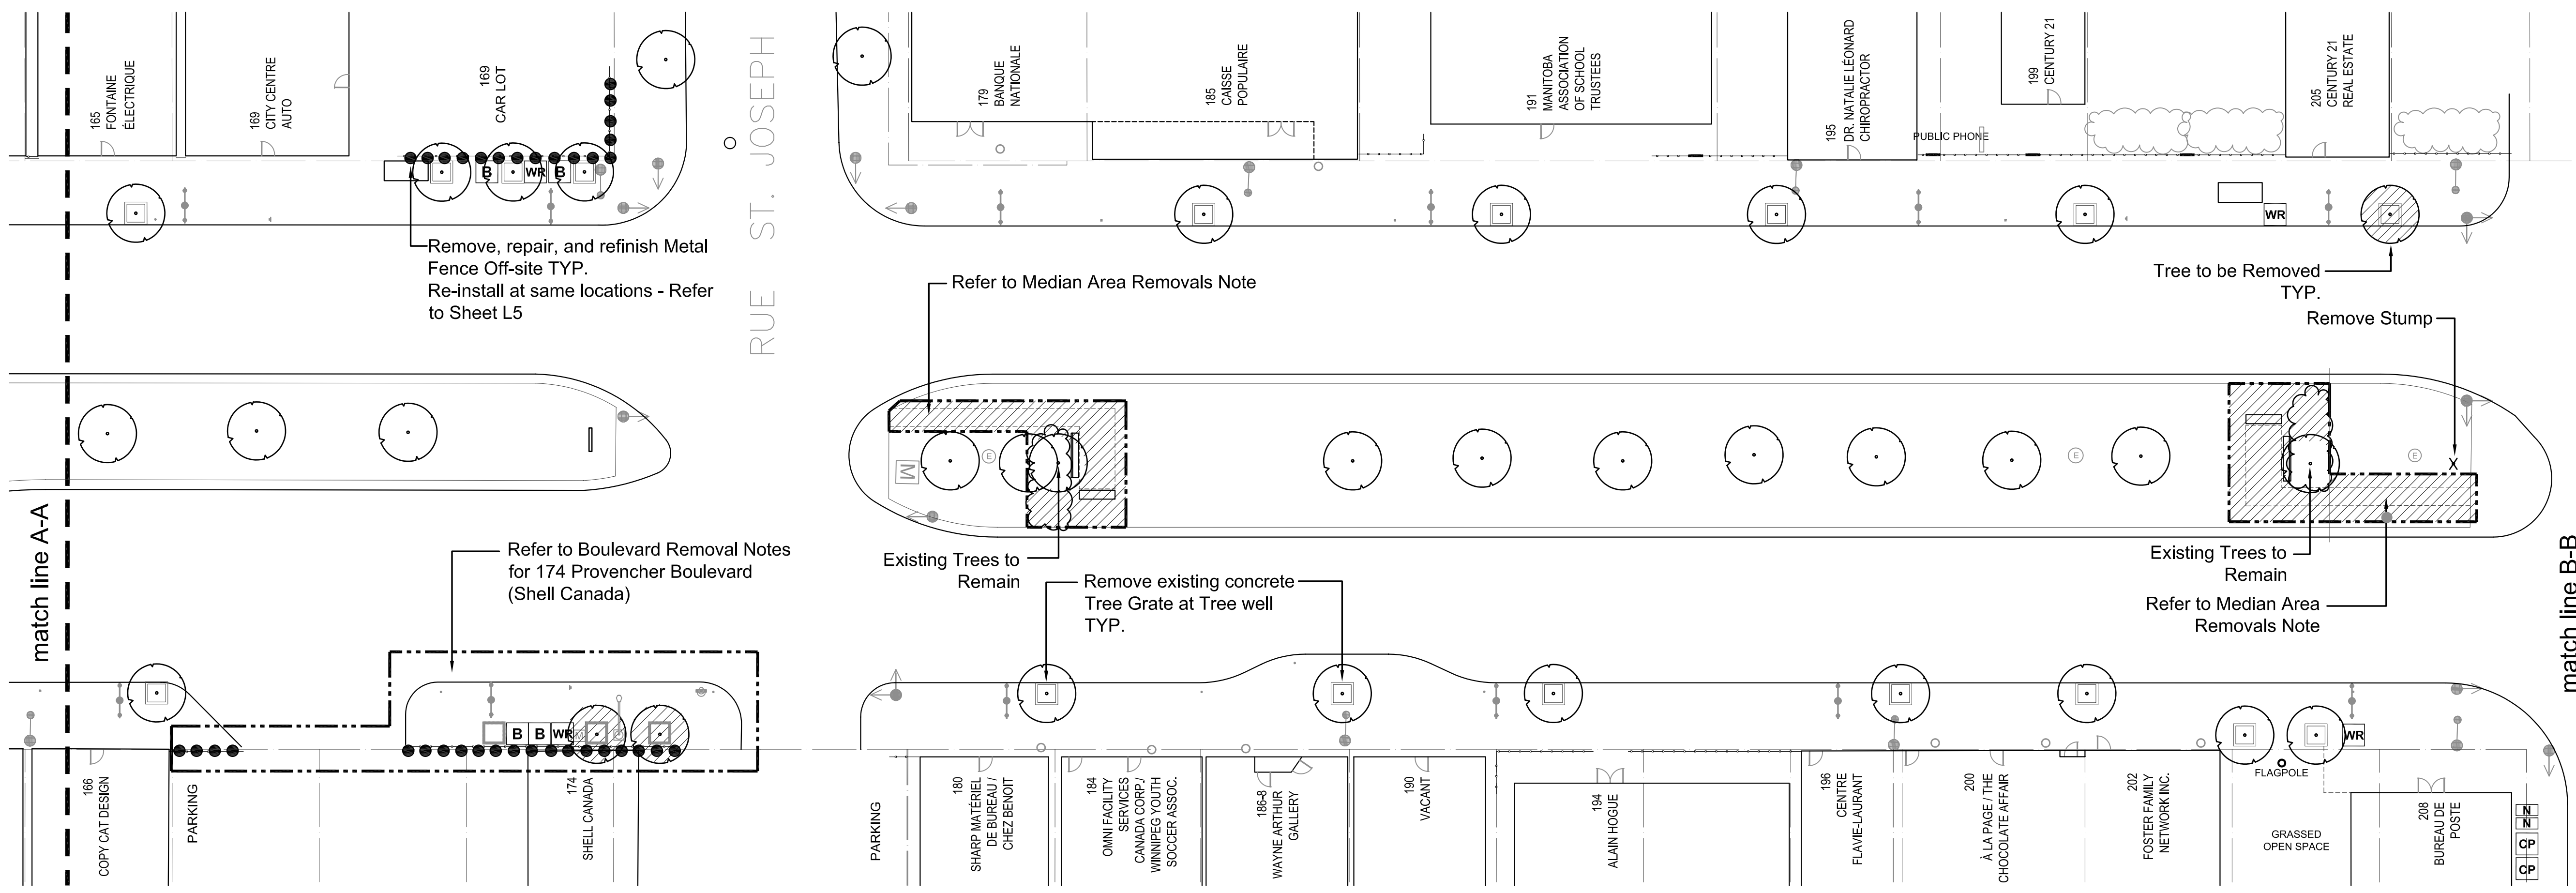 165
FONTAINE
ÉLECTRIQUE
169
CITY CENTRE
AUTO
169
CAR LOT
RUE ST. JOSEPH
179
BANQUE
NATIONALE
185
CAISSE
POPULAIRE
191
MANITOBA
ASSOCIATION
OF SCHOOL
TRUSTEES
195
DR. NATALIE LÉONARD
CHIROPRACTOR
PUBLIC PHONE
199
CENTURY 21
205
CENTURY 21
REAL ESTATE
B
WR
B
WR
Remove, repair, and refinish Metal
Fence Off-site TYP.
Re-install at same locations - Refer
to Sheet L5
Refer to Median Area Removals Note
Tree to be Removed
TYP.
Remove Stump
M
E
E
E
X
match line A-A
Refer to Boulevard Removal Notes
for 174 Provencher Boulevard
(Shell Canada)
Existing Trees to
Remain
Remove existing concrete
Tree Grate at Tree well
TYP.
Existing Trees to
Remain
Refer to Median Area
Removals Note
match line B-B
B
B
WR
WR
166
COPY CAT DESIGN
PARKING
174
SHELL CANADA
PARKING
180
SHARP MATÉRIEL
DE BUREAU /
CHEZ BENOIT
184
OMNI FACILITY
SERVICES
CANADA CORP./
WINNIPEG YOUTH
SOCCER ASSOC.
186-8
WAYNE ARTHUR
GALLERY
190
VACANT
194
ALAIN HOGUE
196
CENTRE
FLAVIE-LAURANT
200
À LA PAGE / THE
CHOCOLATE AFFAIR
202
FOSTER FAMILY
NETWORK INC.
FLAGPOLE
GRASSED
OPEN SPACE
208
BUREAU DE
POSTE
N
N
CP
CP